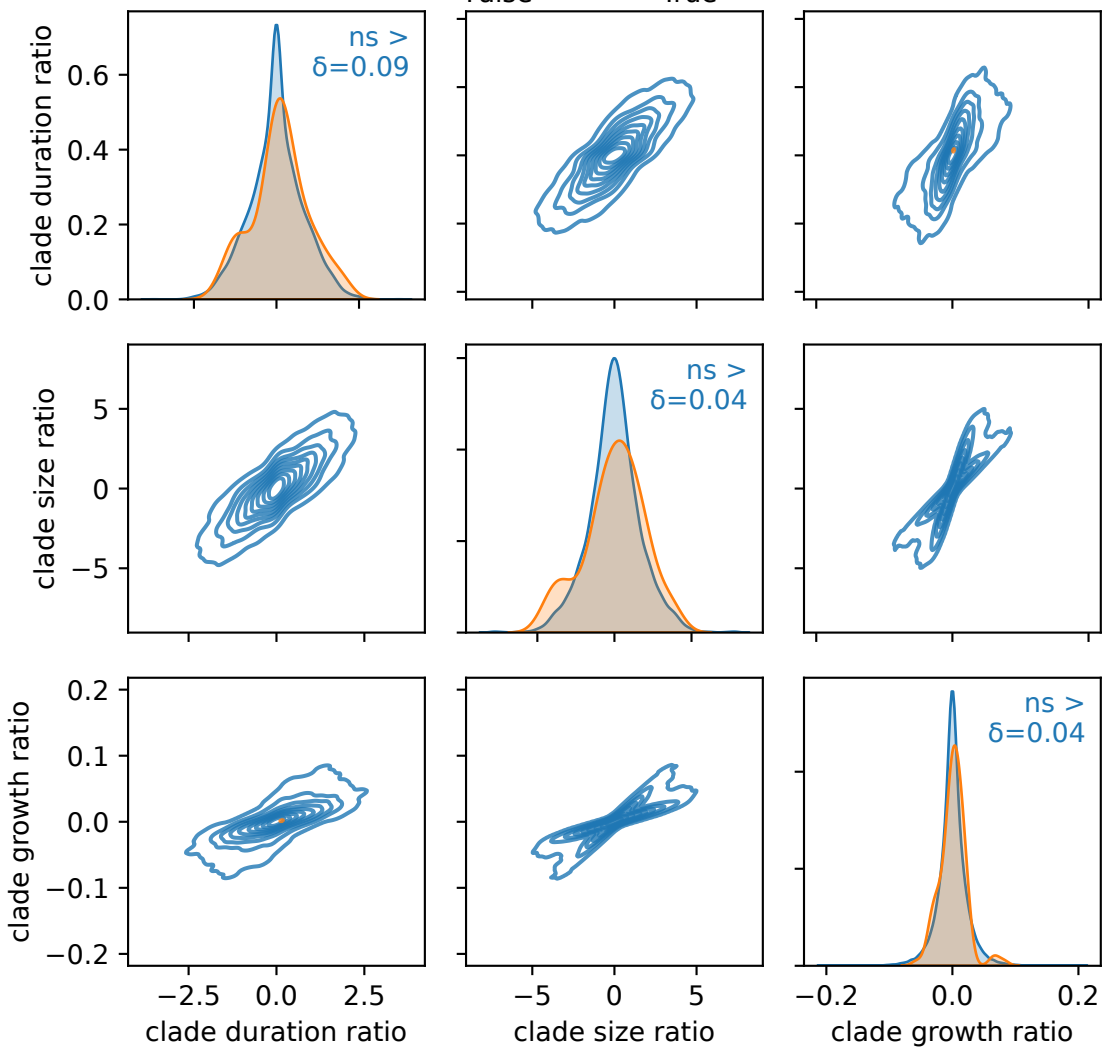 True
clade duration ratio
0.6
0.4
0.2
0.0
ns >
δ=0.09
clade size ratio
5
0
−5
ns >
δ=0.04
clade growth ratio
0.2
0.1
0.0
−0.1
−0.2
ns >
δ=0.04
−2.5 0.0 2.5
clade duration ratio
−5 0 5
clade size ratio
−0.2 0.0 0.2
clade growth ratio